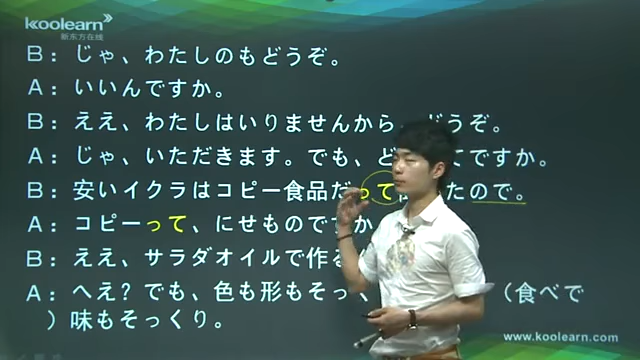 koolearn
新东方在线
B：じゃ、わたしのもどうぞ。
A：いいんですか。
B：ええ、わたしはいりませんから、どうぞ。
A：じゃ、いただきます。でも、ど てですか。
B：安いイクラはコピー食品だって たので。
A：コピーって、にせものですか
B：ええ、サラダオイルで作
A：へえ？でも、色も形もそっ 、 （食べで
）味もそっくり。
www.koolearn.com